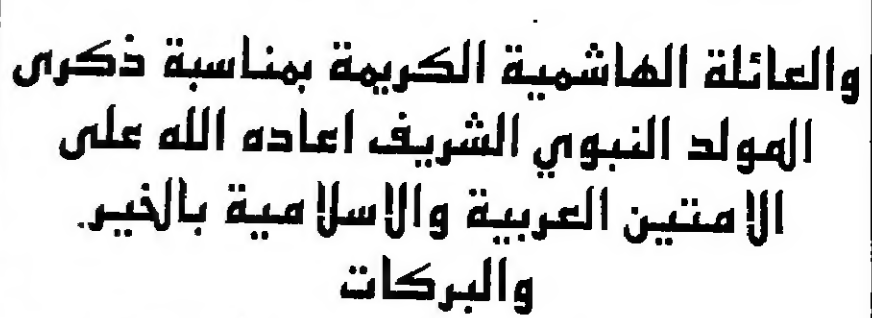 والعائلة الهاشمية الكريمة بمناسبة ذكرى
المولد النبوي الشريف اعاده الله على
الامتين العربية والاسلامية بالخير.
والبركات